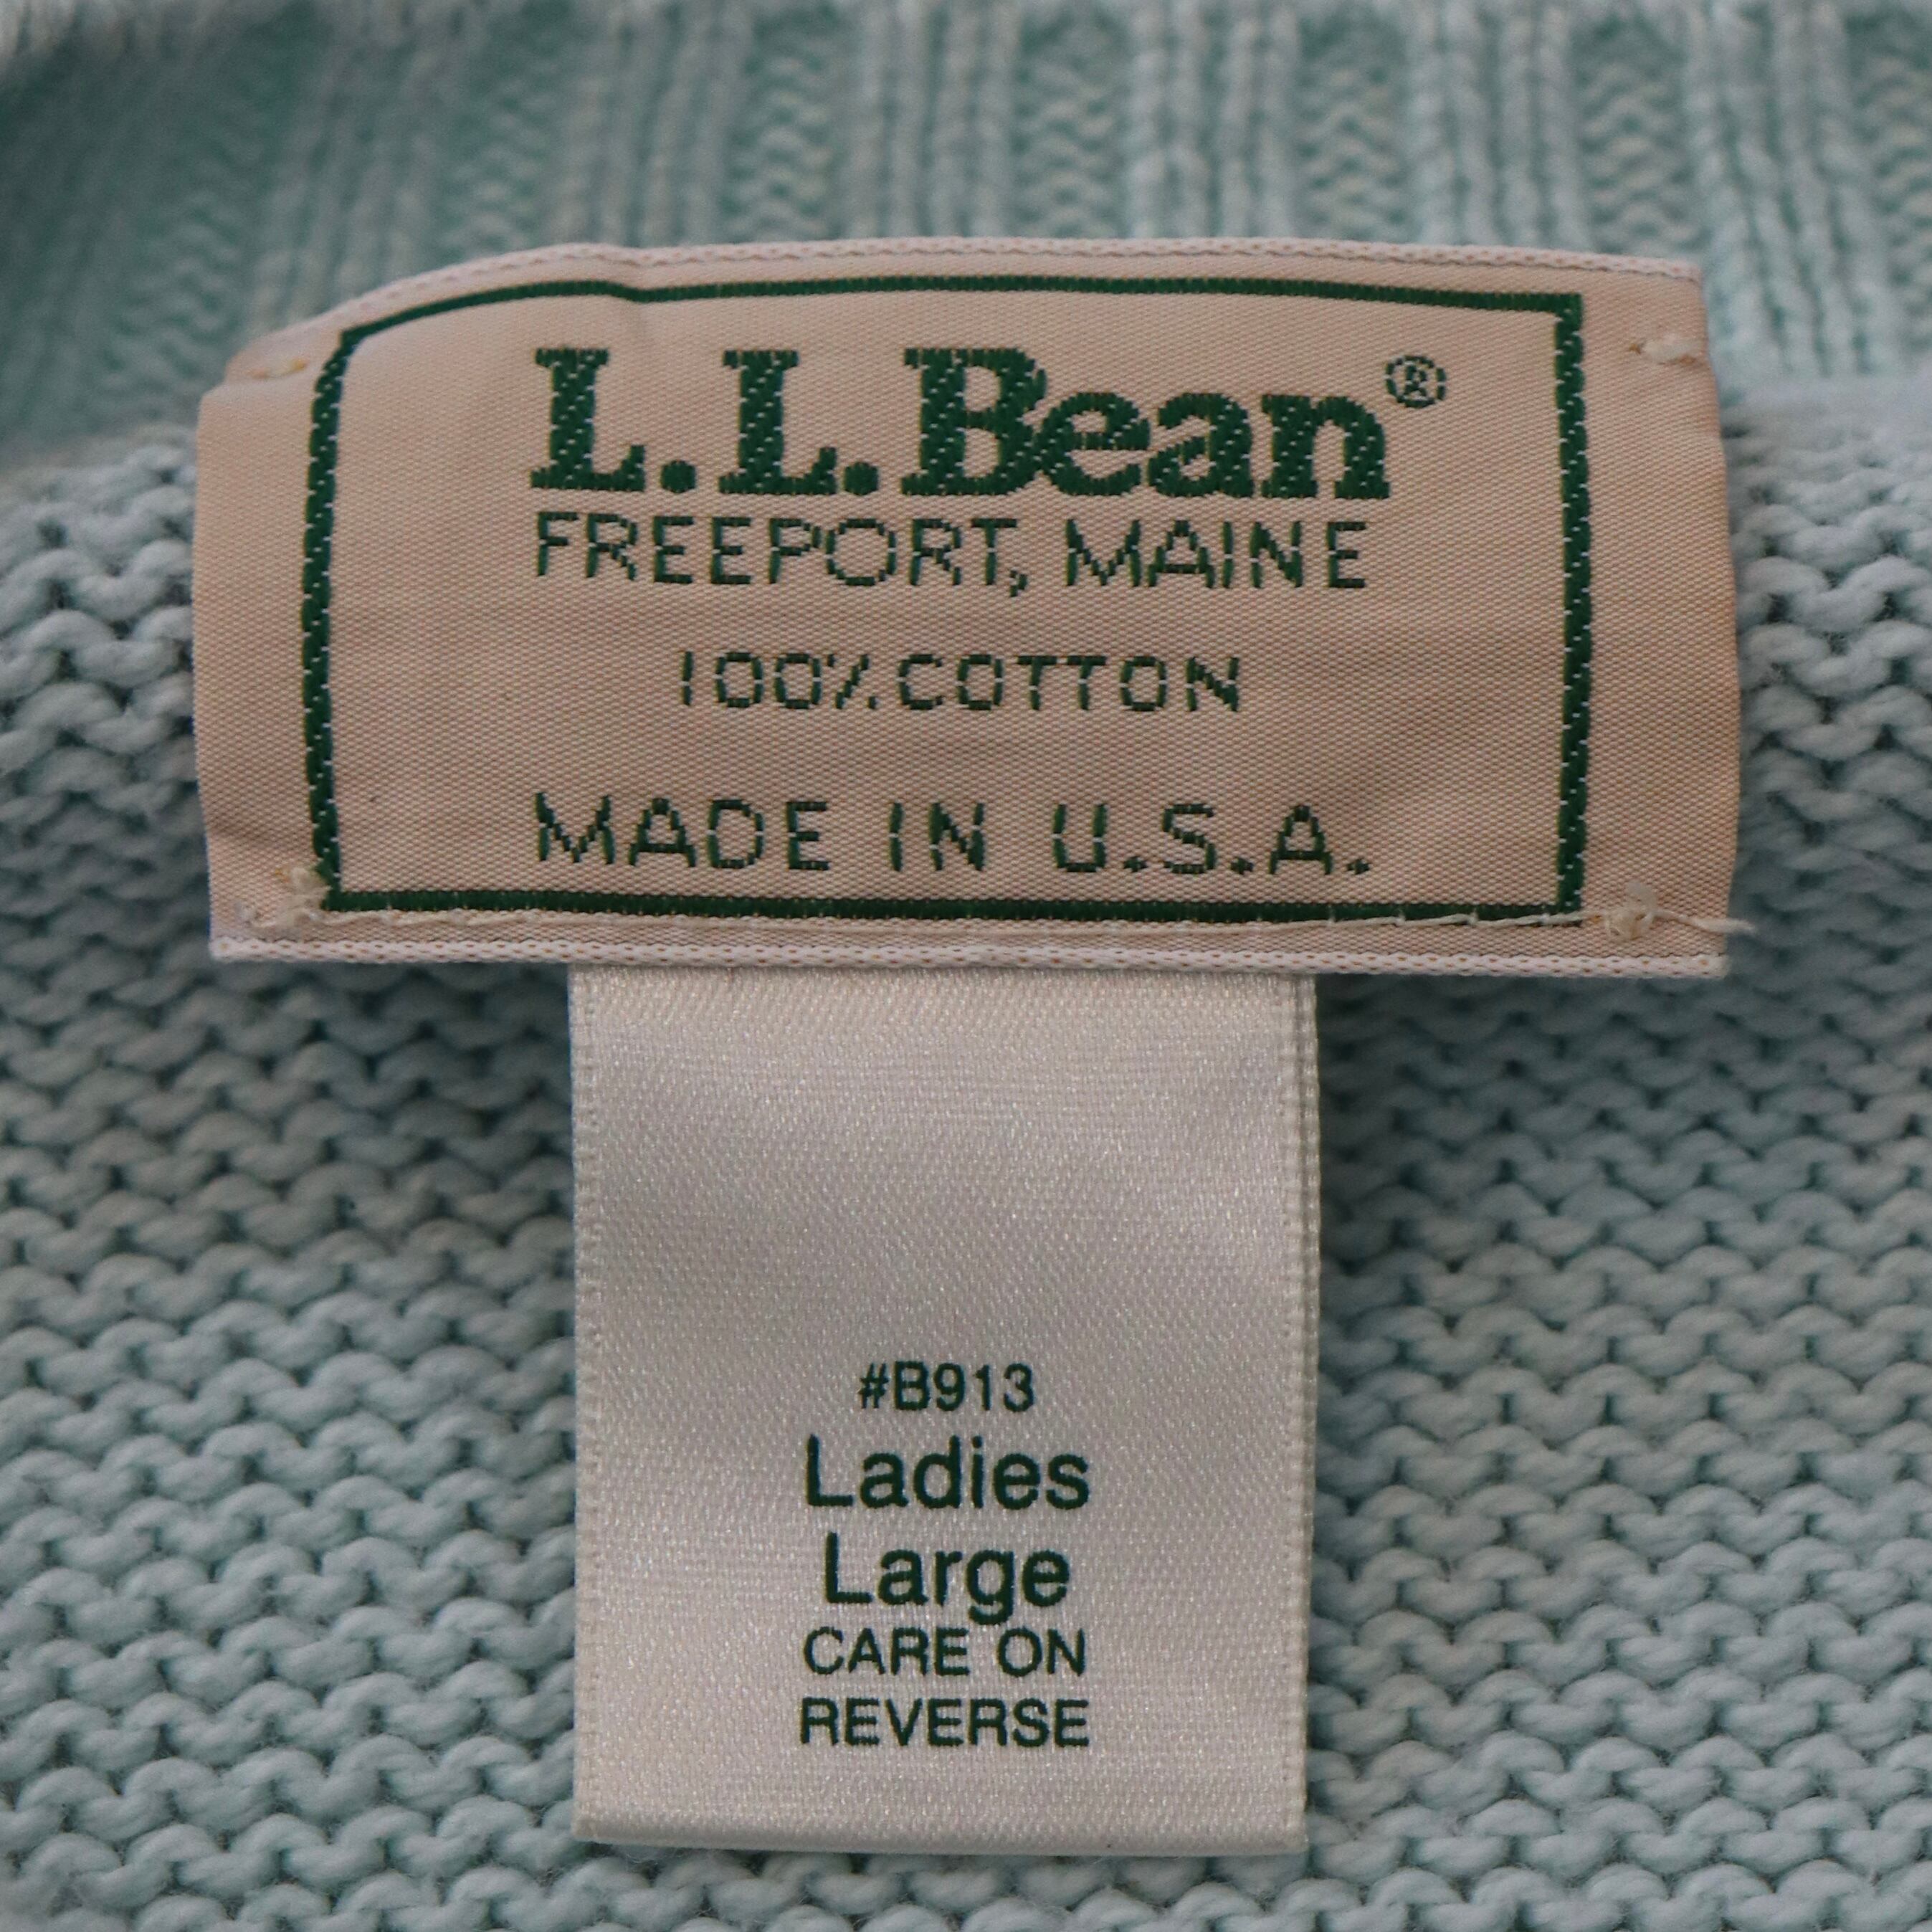 L.L.Bean®
FREEPORT, MAINE
100% COTTON
MADE IN U.S.A.
#B913
Ladies
Large
CARE ON
REVERSE